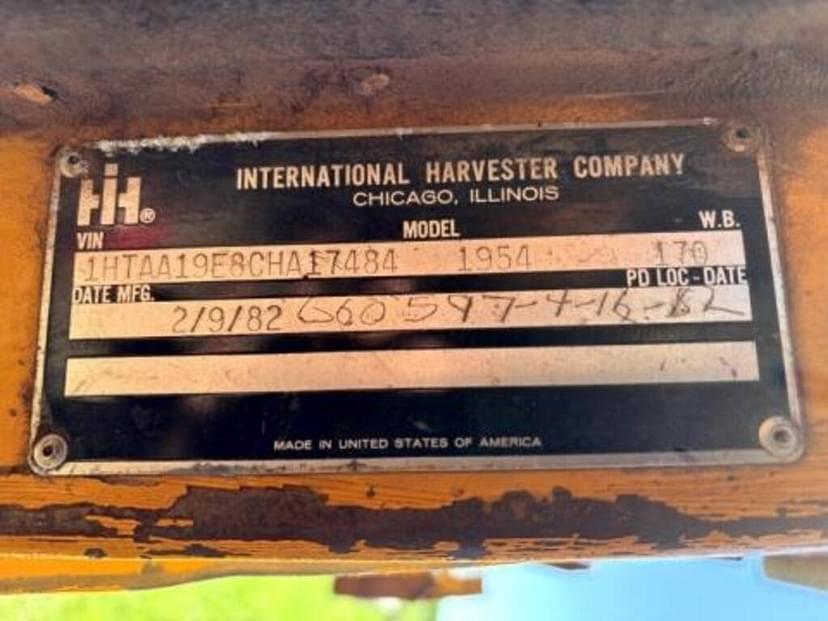 IH®
INTERNATIONAL HARVESTER COMPANY
CHICAGO, ILLINOIS
VIN MODEL W.B.
1HTAA19E8CHA17484 1954 170
DATE MFG. PD LOC-DATE
2/9/82 G60597-4-16-82
MADE IN UNITED STATES OF AMERICA